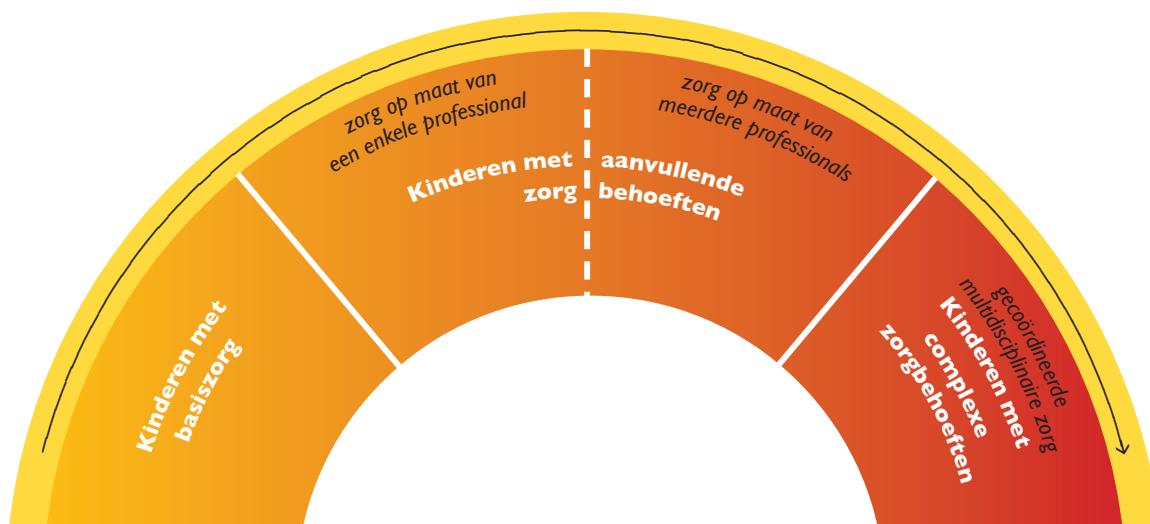 Kinderen met
basiszorg
zorg op maat van
een enkele professional
Kinderen met aanvullende
zorg behoeften
zorg op maat van
meerdere professionals
gecoördineerde
multidisciplinaire zorg
Kinderen met
complexe
zorgbehoeften